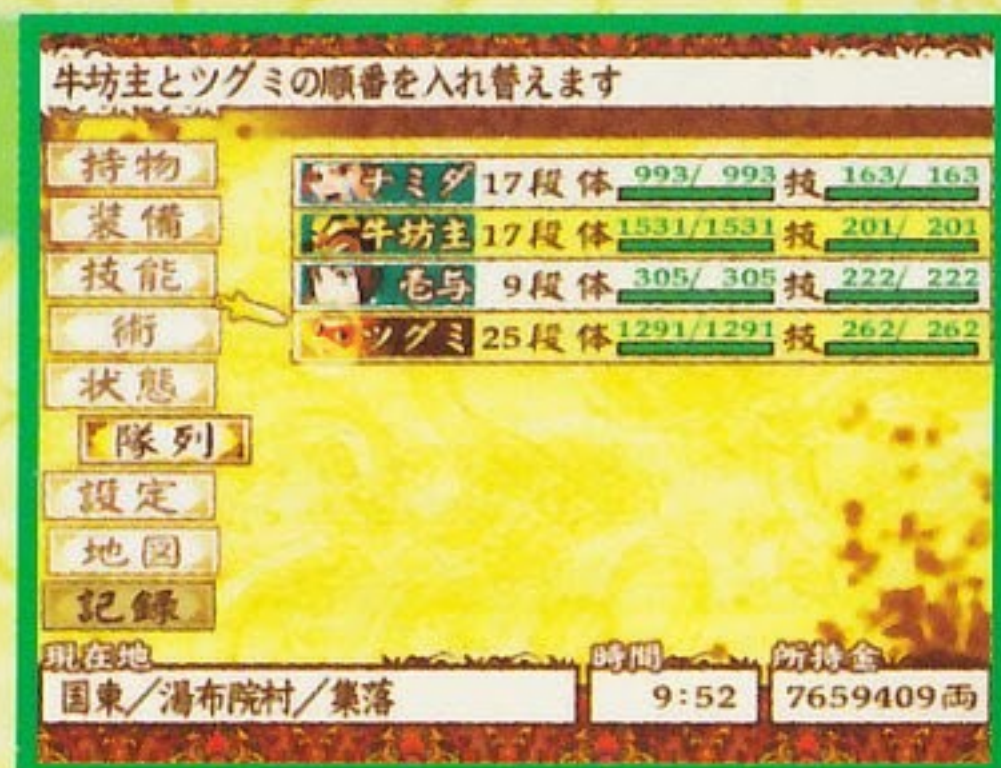 牛坊主とツグミの順番を入れ替えます
持物
装備
技能
術
状態
隊列
設定
地図
記録
ナミダ 17段 体 993/ 993 技 163/ 163
牛坊主 17段 体 1531/1531 技 201/ 201
壱与 9段 体 305/ 305 技 222/ 222
ツグミ 25段 体 1291/1291 技 262/ 262
現在地
国東／湯布院村／集落
時間
9:52
所持金
7659409両